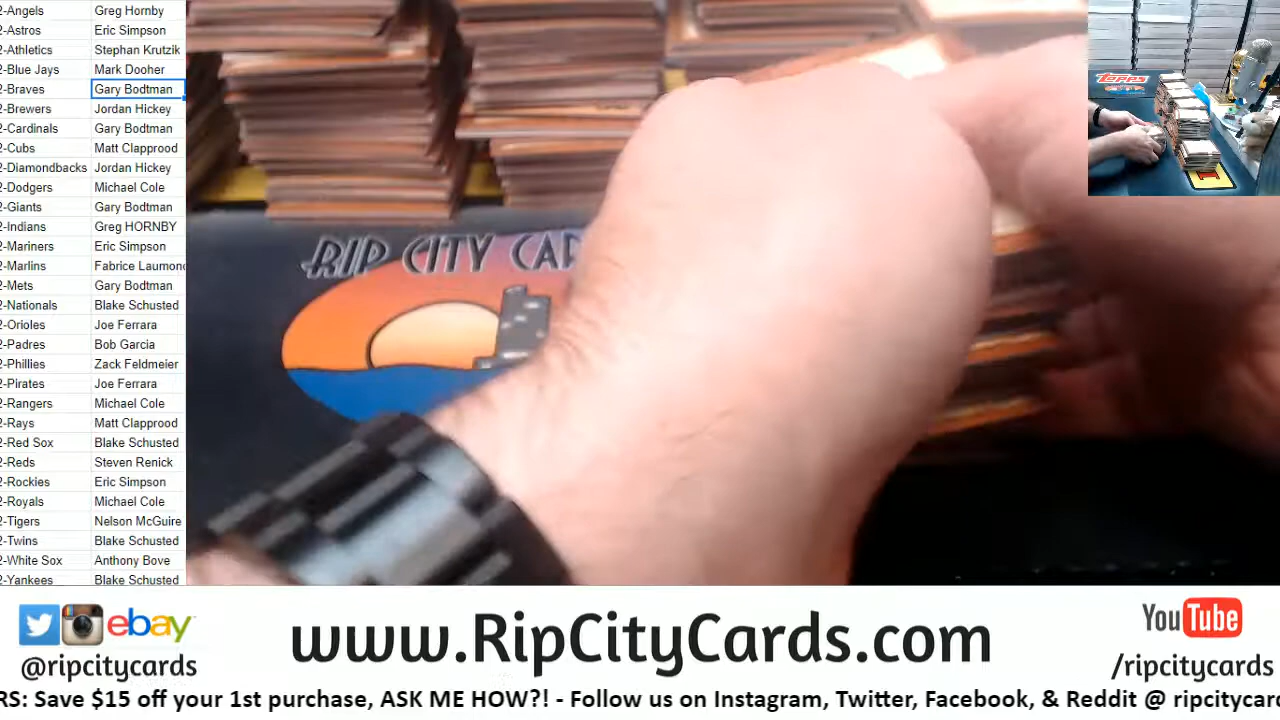 2-Angels Greg Hornby
2-Astros Eric Simpson
2-Athletics Stephan Krutzik
2-Blue Jays Mark Dooher
2-Braves Gary Bodtman
2-Brewers Jordan Hickey
2-Cardinals Gary Bodtman
2-Cubs Matt Clapprood
2-Diamondbacks Jordan Hickey
2-Dodgers Michael Cole
2-Giants Gary Bodtman
2-Indians Greg HORNBY
2-Mariners Eric Simpson
2-Marlins Fabrice Laumon
2-Mets Gary Bodtman
2-Nationals Blake Schusted
2-Orioles Joe Ferrara
2-Padres Bob Garcia
2-Phillies Zack Feldmeier
2-Pirates Joe Ferrara
2-Rangers Michael Cole
2-Rays Matt Clapprood
2-Red Sox Blake Schusted
2-Reds Steven Renick
2-Rockies Eric Simpson
2-Royals Michael Cole
2-Tigers Nelson McGuire
2-Twins Blake Schusted
2-White Sox Anthony Bove
2-Yankees Blake Schusted
RIP CITY CA
topps
ebay
@ripcitycards
www.RipCityCards.com
YouTube
/ripcitycards
RS: Save $15 off your 1st purchase, ASK ME HOW?! - Follow us on Instagram, Twitter, Facebook, & Reddit @ ripcitycar